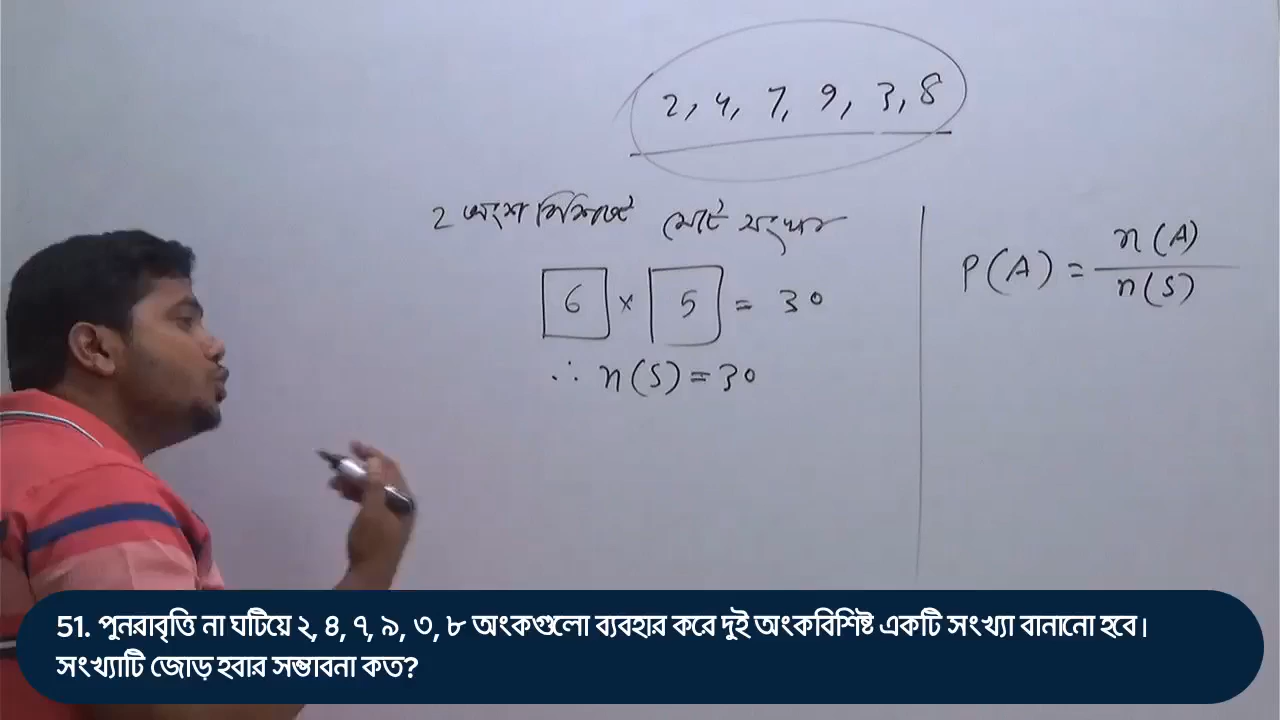 2, 4, 7, 9, 3, 8
2 অংশ বিশিষ্ট মোট সংখ্যা
6 × 5 = 30
∴ n(S) = 30
P(A) = n(A) / n(S)
51. পুনরাবৃত্তি না ঘটিয়ে ২, ৪, ৭, ৯, ৩, ৮ অংকগুলো ব্যবহার করে দুই অংকবিশিষ্ট একটি সংখ্যা বানানো হবে।
সংখ্যাটি জোড় হবার সম্ভাবনা কত?